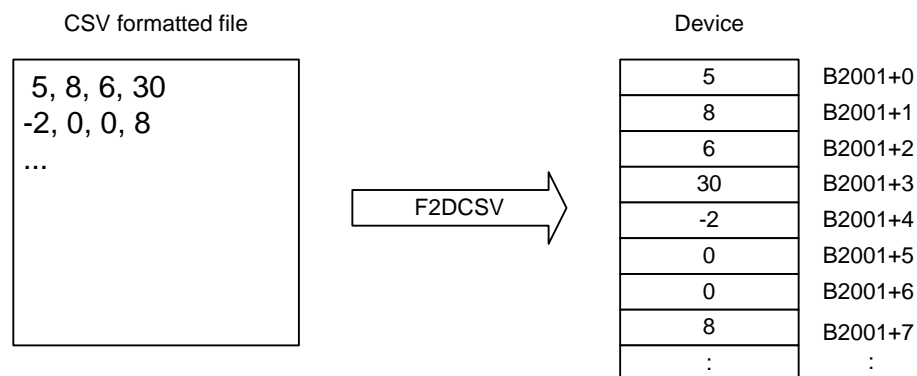 CSV formatted file
Device
5, 8, 6, 30
-2, 0, 0, 8
...
F2DCSV
5 B2001+0
8 B2001+1
6 B2001+2
30 B2001+3
-2 B2001+4
0 B2001+5
0 B2001+6
8 B2001+7
: :